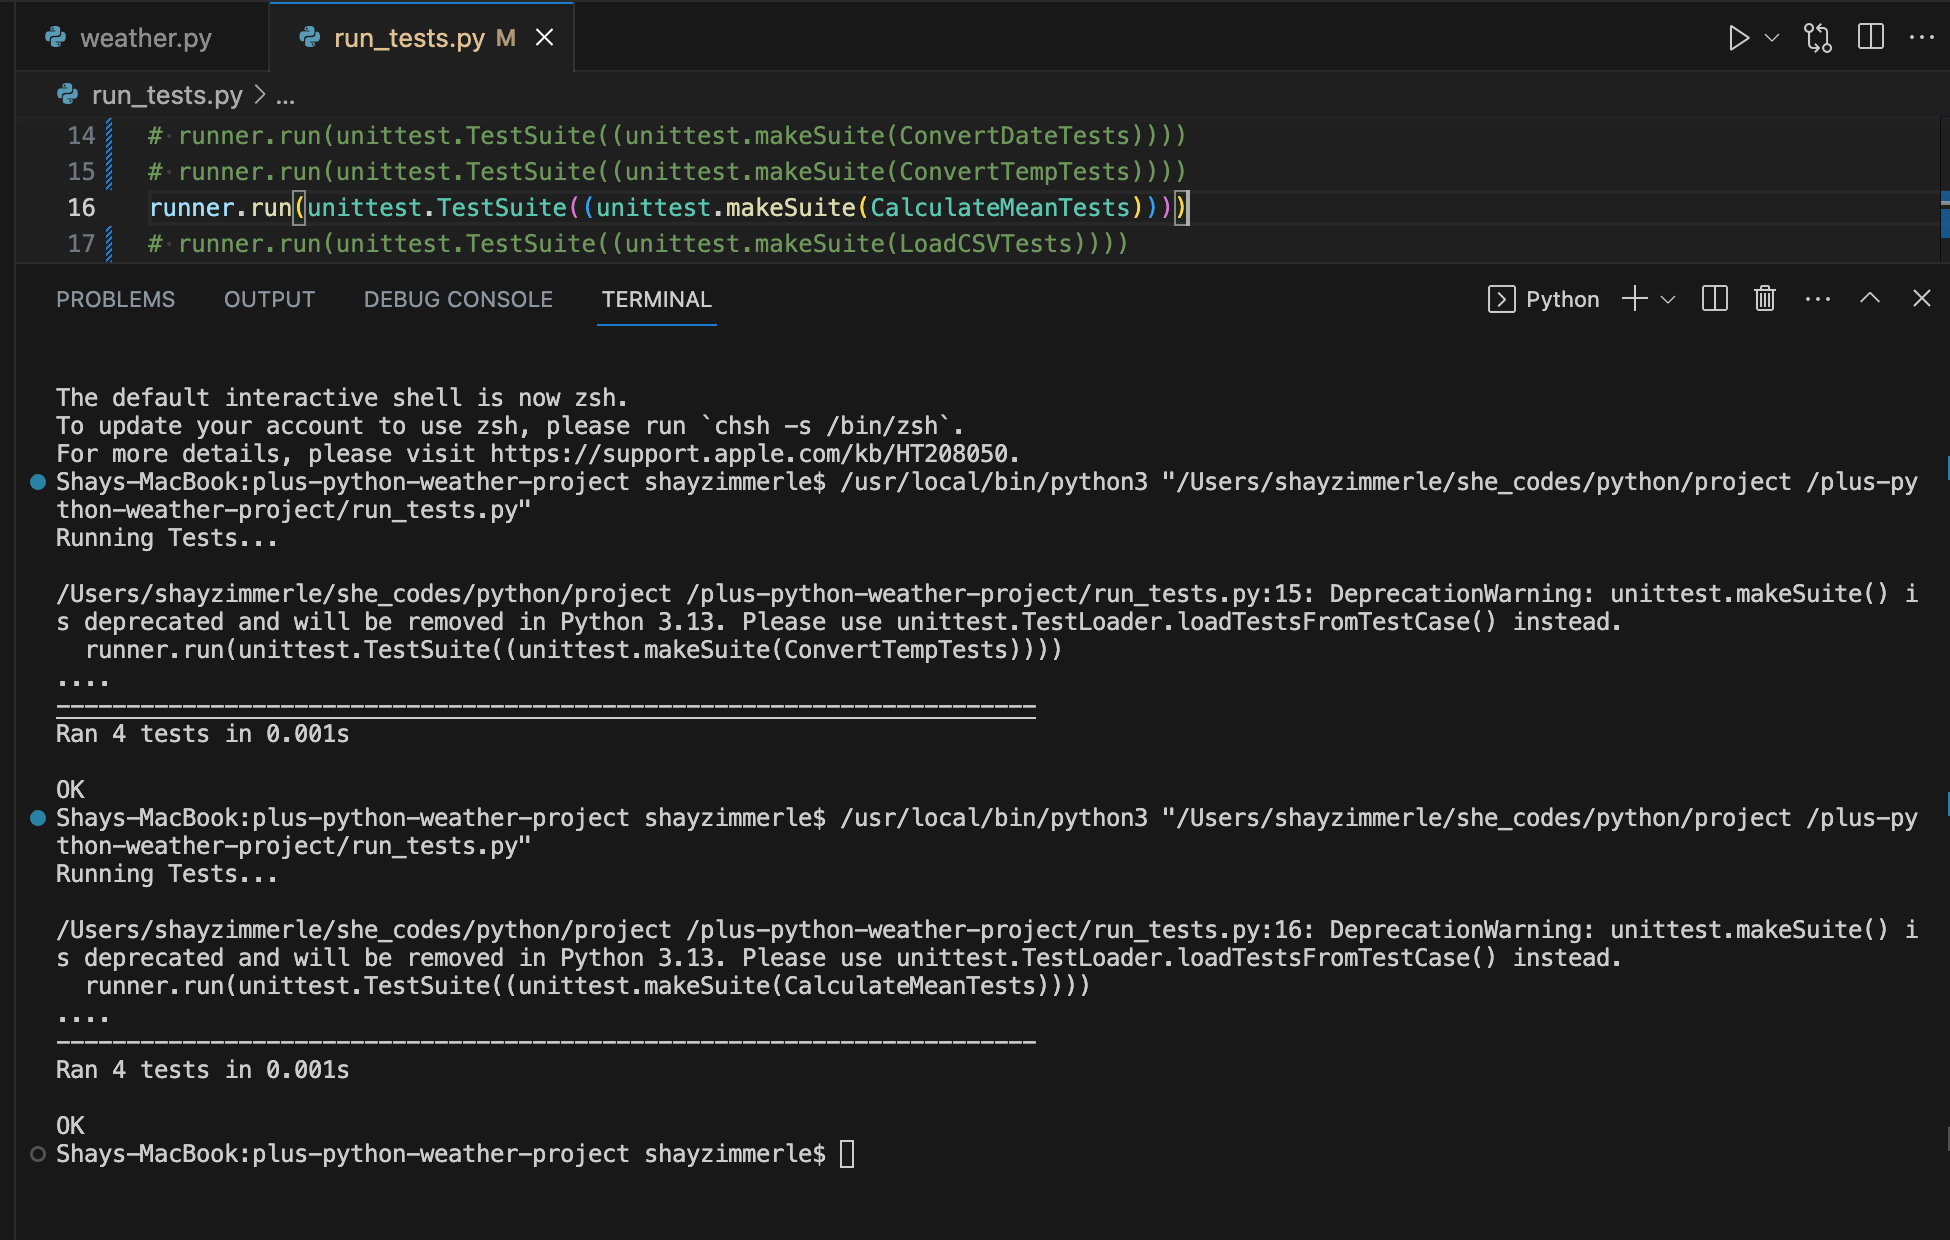 weather.py
run_tests.py M
run_tests.py > ...
14 # runner.run(unittest.TestSuite((unittest.makeSuite(ConvertDateTests))))
15 # runner.run(unittest.TestSuite((unittest.makeSuite(ConvertTempTests))))
16 runner.run(unittest.TestSuite((unittest.makeSuite(CalculateMeanTests))))
17 # runner.run(unittest.TestSuite((unittest.makeSuite(LoadCSVTests))))
PROBLEMS OUTPUT DEBUG CONSOLE TERMINAL Python
The default interactive shell is now zsh.
To update your account to use zsh, please run `chsh -s /bin/zsh`.
For more details, please visit https://support.apple.com/kb/HT208050.
Shays-MacBook:plus-python-weather-project shayzimmerle$ /usr/local/bin/python3 "/Users/shayzimmerle/she_codes/python/project /plus-py
thon-weather-project/run_tests.py"
Running Tests...
/Users/shayzimmerle/she_codes/python/project /plus-python-weather-project/run_tests.py:15: DeprecationWarning: unittest.makeSuite() i
s deprecated and will be removed in Python 3.13. Please use unittest.TestLoader.loadTestsFromTestCase() instead.
runner.run(unittest.TestSuite((unittest.makeSuite(ConvertTempTests))))
....
----------------------------------------------------------------------
Ran 4 tests in 0.001s
OK
Shays-MacBook:plus-python-weather-project shayzimmerle$ /usr/local/bin/python3 "/Users/shayzimmerle/she_codes/python/project /plus-py
thon-weather-project/run_tests.py"
Running Tests...
/Users/shayzimmerle/she_codes/python/project /plus-python-weather-project/run_tests.py:16: DeprecationWarning: unittest.makeSuite() i
s deprecated and will be removed in Python 3.13. Please use unittest.TestLoader.loadTestsFromTestCase() instead.
runner.run(unittest.TestSuite((unittest.makeSuite(CalculateMeanTests))))
....
----------------------------------------------------------------------
Ran 4 tests in 0.001s
OK
Shays-MacBook:plus-python-weather-project shayzimmerle$